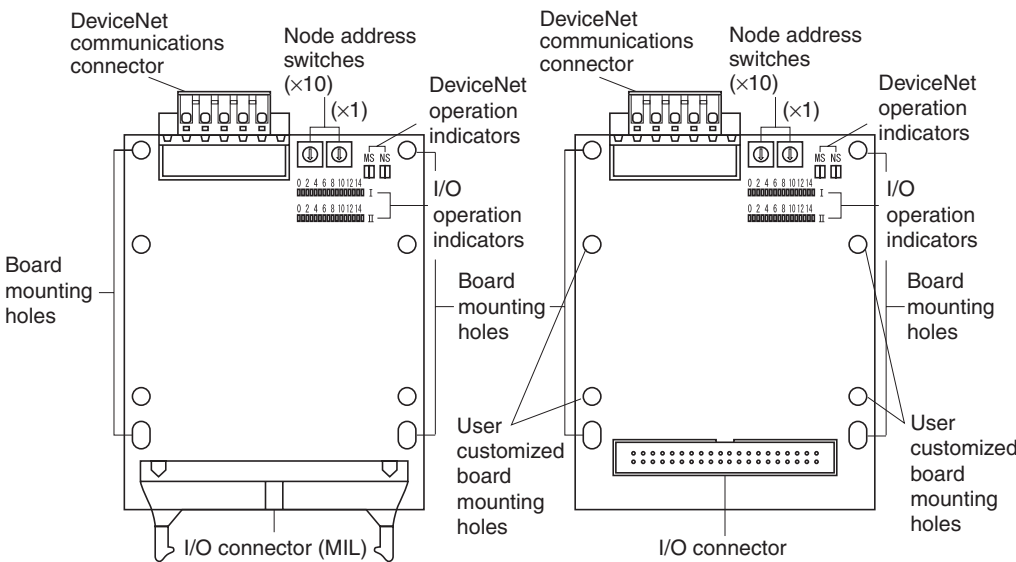 DeviceNet
communications
connector
Node address
switches
(×10)
(×1)
DeviceNet
operation
indicators
MS NS
0 2 4 6 8 10 12 14 I
0 2 4 6 8 10 12 14 II
I/O
operation
indicators
Board
mounting
holes
Board
mounting
holes
I/O connector (MIL)
DeviceNet
communications
connector
Node address
switches
(×10)
(×1)
DeviceNet
operation
indicators
MS NS
0 2 4 6 8 10 12 14 I
0 2 4 6 8 10 12 14 II
I/O
operation
indicators
Board
mounting
holes
User
customized
board
mounting
holes
User
customized
board
mounting
holes
I/O connector